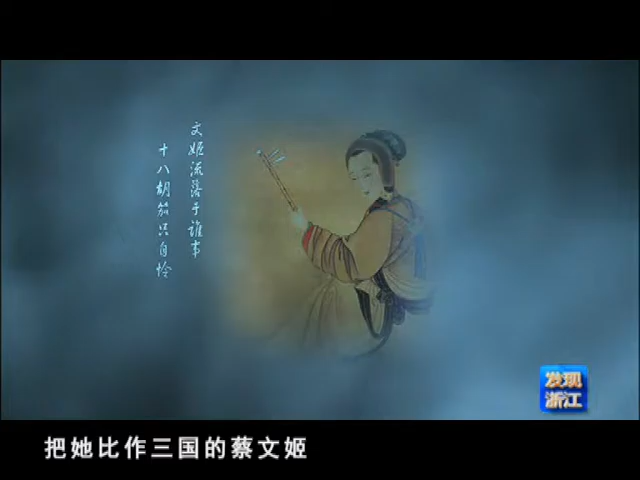 文姬流落于谁事
十八胡笳只自怜
发现
浙江
把她比作三国的蔡文姬